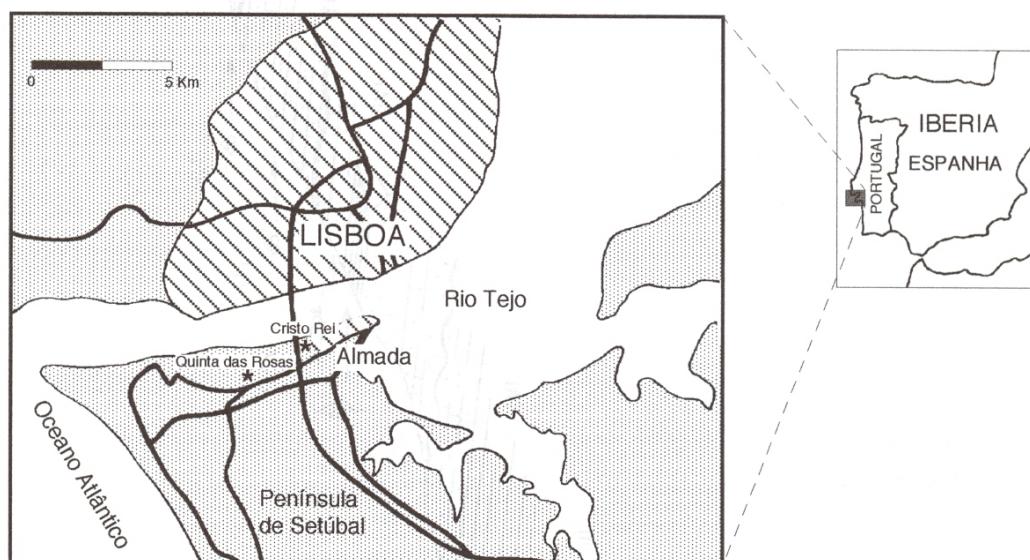 0 5 Km
LISBOA
Rio Tejo
Cristo Rei
Quinta das Rosas
Almada
Oceano Atlântico
Península
de Setúbal
IBERIA
PORTUGAL
ESPANHA